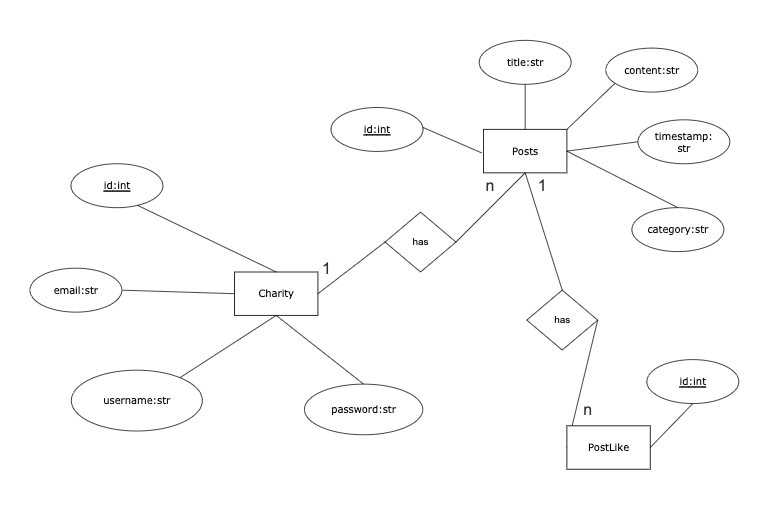 title:str
content:str
id:int
timestamp:
str
Posts
id:int
n
1
category:str
has
1
email:str
Charity
has
id:int
username:str
password:str
n
PostLike